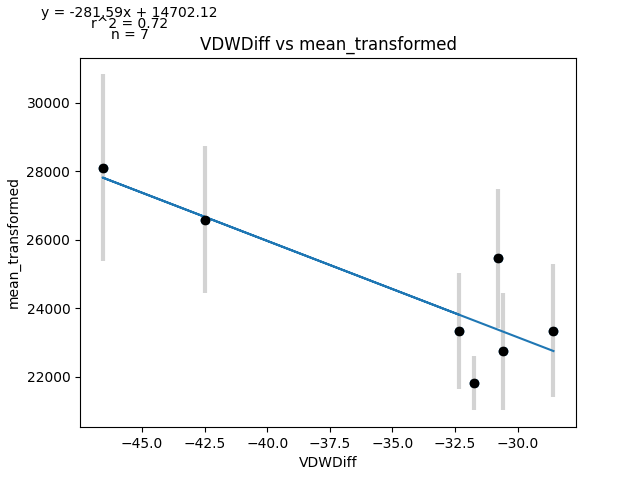 y = -281.59x + 14702.12
r^2 = 0.72
n = 7
VDWDiff vs mean_transformed
30000
28000
26000
24000
22000
mean_transformed
−45.0 −42.5 −40.0 −37.5 −35.0 −32.5 −30.0
VDWDiff